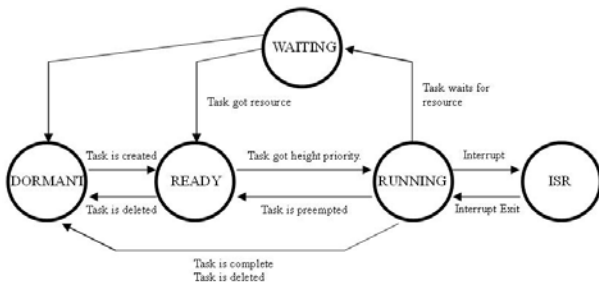 WAITING
Task got resource
Task waits for
resource
Task is created
Task got height priority.
Interrupt
DORMANT
READY
RUNNING
ISR
Task is deleted
Task is preempted
Interrupt Exit
Task is complete
Task is deleted